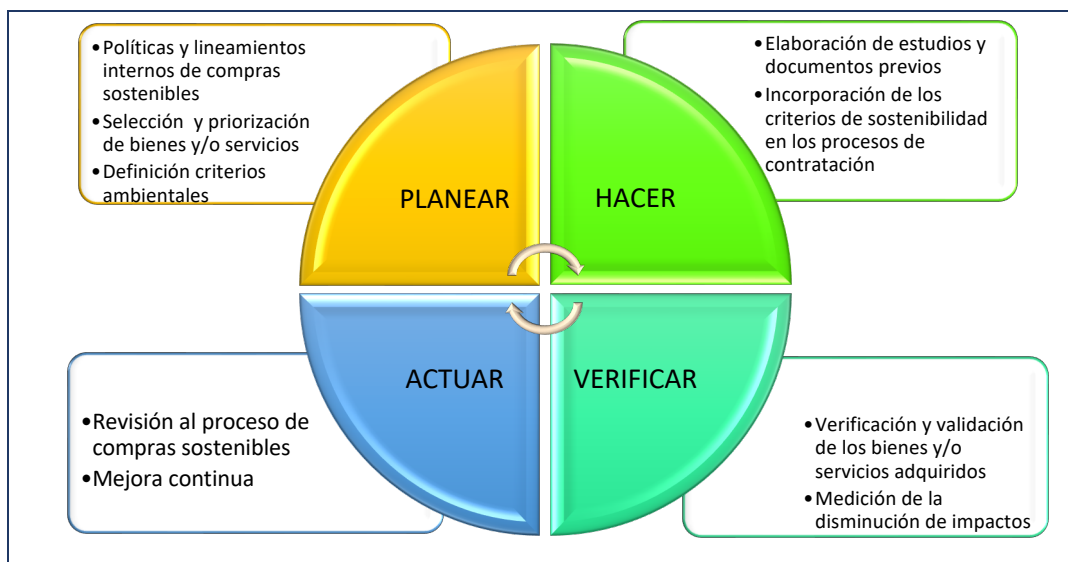 •Políticas y lineamientos
internos de compras
sostenibles
•Selección y priorización
de bienes y/o servicios
•Definición criterios
ambientales
•Elaboración de estudios y
documentos previos
•Incorporación de los
criterios de sostenibilidad
en los procesos de
contratación
PLANEAR
HACER
ACTUAR
VERIFICAR
•Revisión al proceso de
compras sostenibles
•Mejora continua
•Verificación y validación
de los bienes y/o
servicios adquiridos
•Medición de la
disminución de impactos